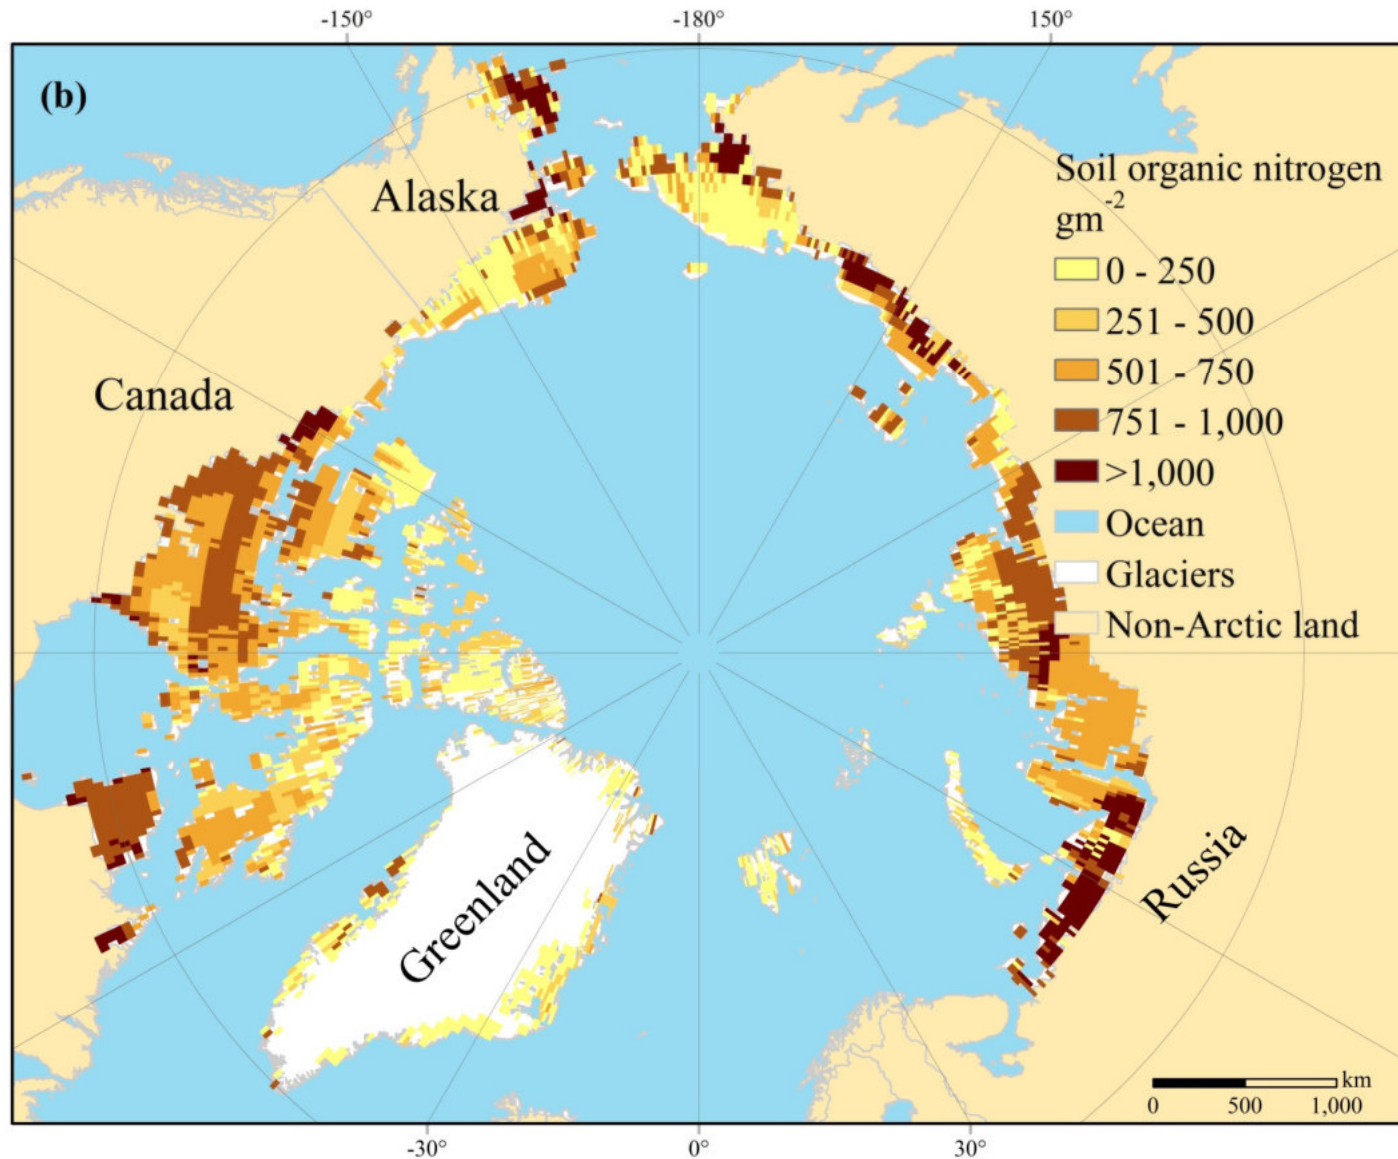 -150°
-180°
150°
(b)
Soil organic nitrogen
gm-2
Alaska
0 - 250
251 - 500
501 - 750
Canada
751 - 1,000
>1,000
Ocean
Glaciers
Non-Arctic land
Greenland
Russia
km
0
500
1,000
-30°
0°
30°